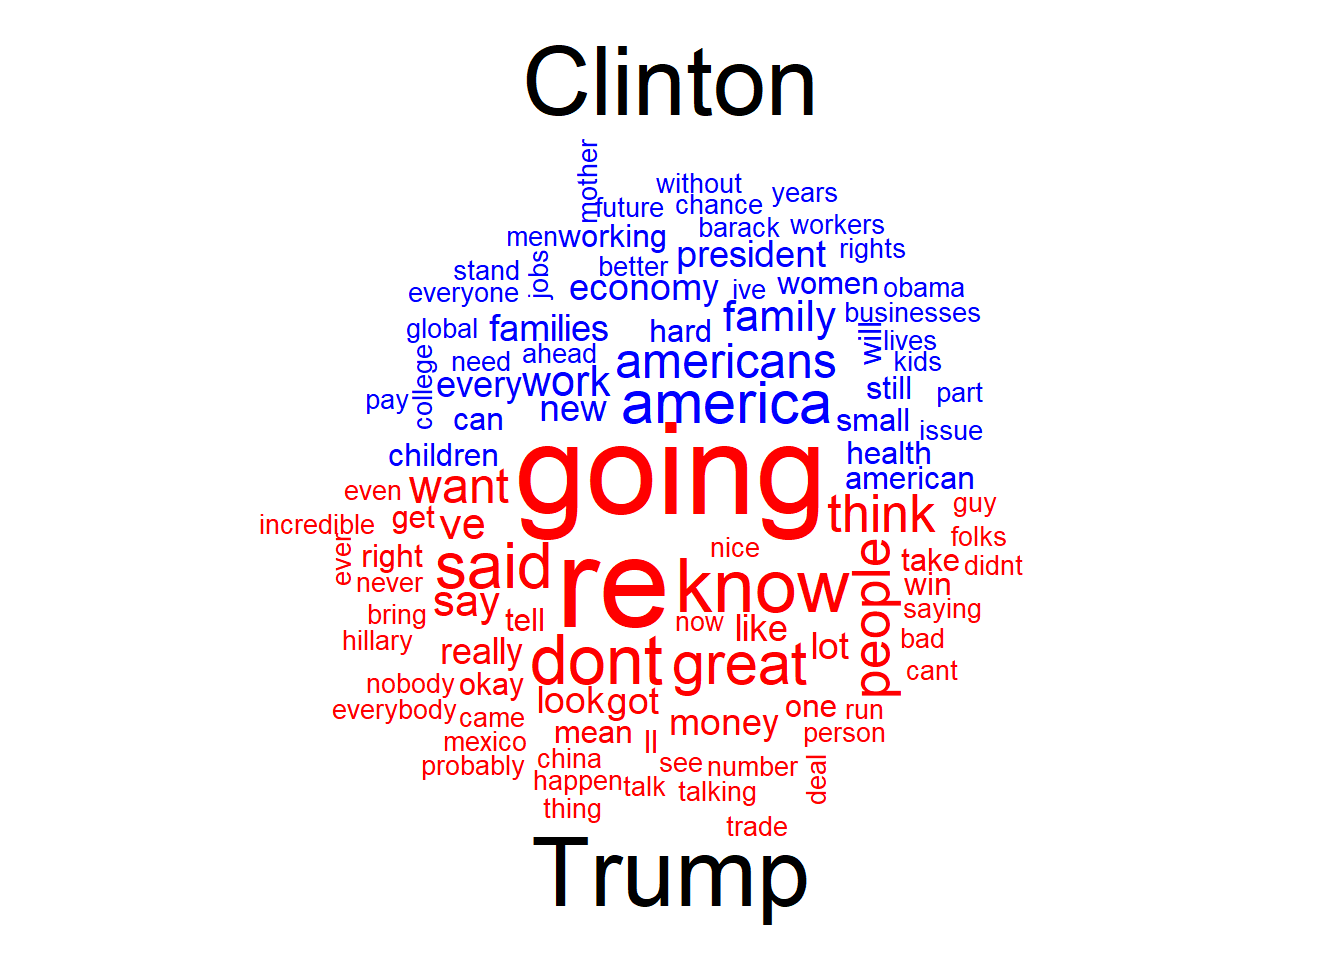 Clinton
mother
without
years
future
chance
barack
workers
men
working
president
rights
stand
jobs
better
economy
ive
women
obama
everyone
businesses
global
families
hard
family
will
lives
need
ahead
americans
kids
pay
college
every
work
america
still
part
can
new
small
issue
children
health
american
going
even
want
think
guy
incredible
get
ve
folks
ever
right
said
re
nice
know
people
take
didnt
never
win
say
saying
bring
tell
now
like
bad
hillary
really
dont
great
lot
cant
nobody
okay
look
got
one
run
everybody
came
money
person
mexico
mean
ll
probably
china
see
number
deal
happen
talk
talking
thing
trade
Trump